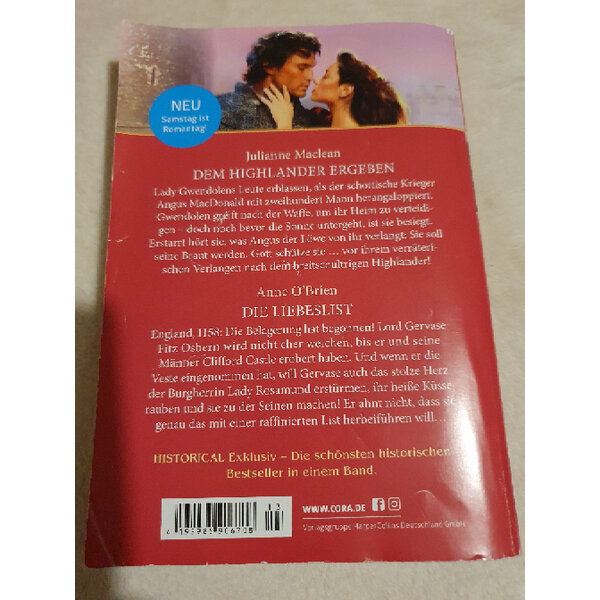 NEU
Samstag ist
Romantag!
Julianne Maclean
DEM HIGHLANDER ERGEBEN
Lady Gwendolens Leute erblassen, als der schottische Krieger
Angus MacDonald mit zweihundert Mann herangaloppiert.
Gwendolen greift nach der Waffe, um ihr Heim zu verteidi-
gen – doch noch bevor die Sonne untergeht, ist sie besiegt.
Erstarrt hört sie, was Angus der Löwe von ihr verlangt: Sie soll
seine Braut werden. Gott schütze sie … vor ihrem verräteri-
schen Verlangen nach dem breitschultrigen Highlander!
Anne O'Brien
DIE LIEBESLIST
England, 1158: Die Belagerung hat begonnen! Lord Gervase
Fitz Osbern wird nicht eher weichen, bis er und seine
Männer Clifford Castle erobert haben. Und wenn er die
Veste eingenommen hat, will Gervase auch das stolze Herz
der Burgherrin Lady Rosamund erstürmen, ihr heiße Küsse
rauben und sie zu der Seinen machen! Er ahnt nicht, dass sie
genau das mit einer raffinierten List herbeiführen will…
HISTORICAL Exklusiv – Die schönsten historischen
Bestseller in einem Band.
WWW.CORA.DE
Verlagsgruppe HarperCollins Deutschland GmbH